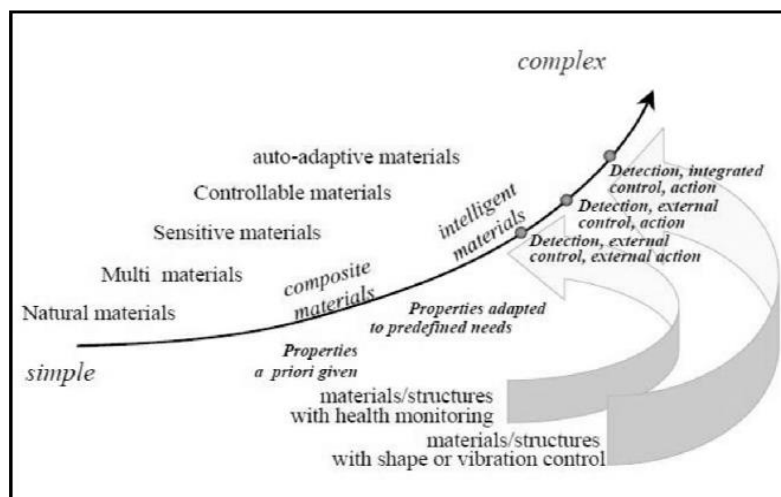 complex
auto-adaptive materials
Detection, integrated
control, action
Controllable materials
Detection, external
control, action
intelligent
materials
Sensitive materials
Detection, external
control, external action
Multi materials
composite
materials
Natural materials
Properties adapted
to predefined needs
Properties
a priori given
simple
materials/structures
with health monitoring
materials/structures
with shape or vibration control